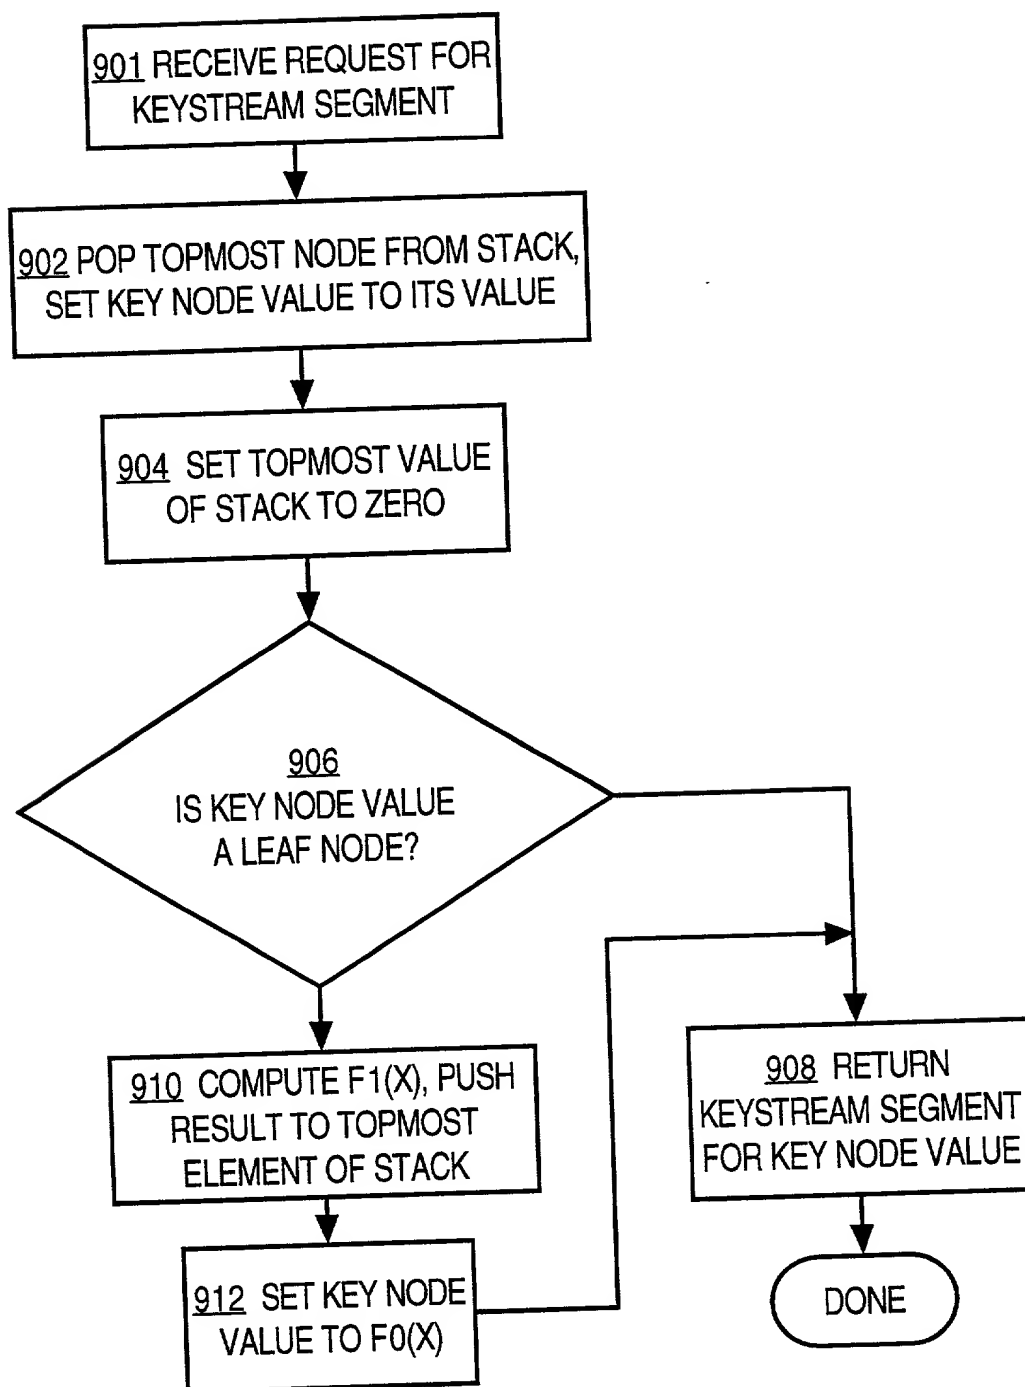 901 RECEIVE REQUEST FOR
KEYSTREAM SEGMENT
902 POP TOPMOST NODE FROM STACK,
SET KEY NODE VALUE TO ITS VALUE
904 SET TOPMOST VALUE
OF STACK TO ZERO
906
IS KEY NODE VALUE
A LEAF NODE?
910 COMPUTE F1(X), PUSH
RESULT TO TOPMOST
ELEMENT OF STACK
912 SET KEY NODE
VALUE TO F0(X)
908 RETURN
KEYSTREAM SEGMENT
FOR KEY NODE VALUE
DONE